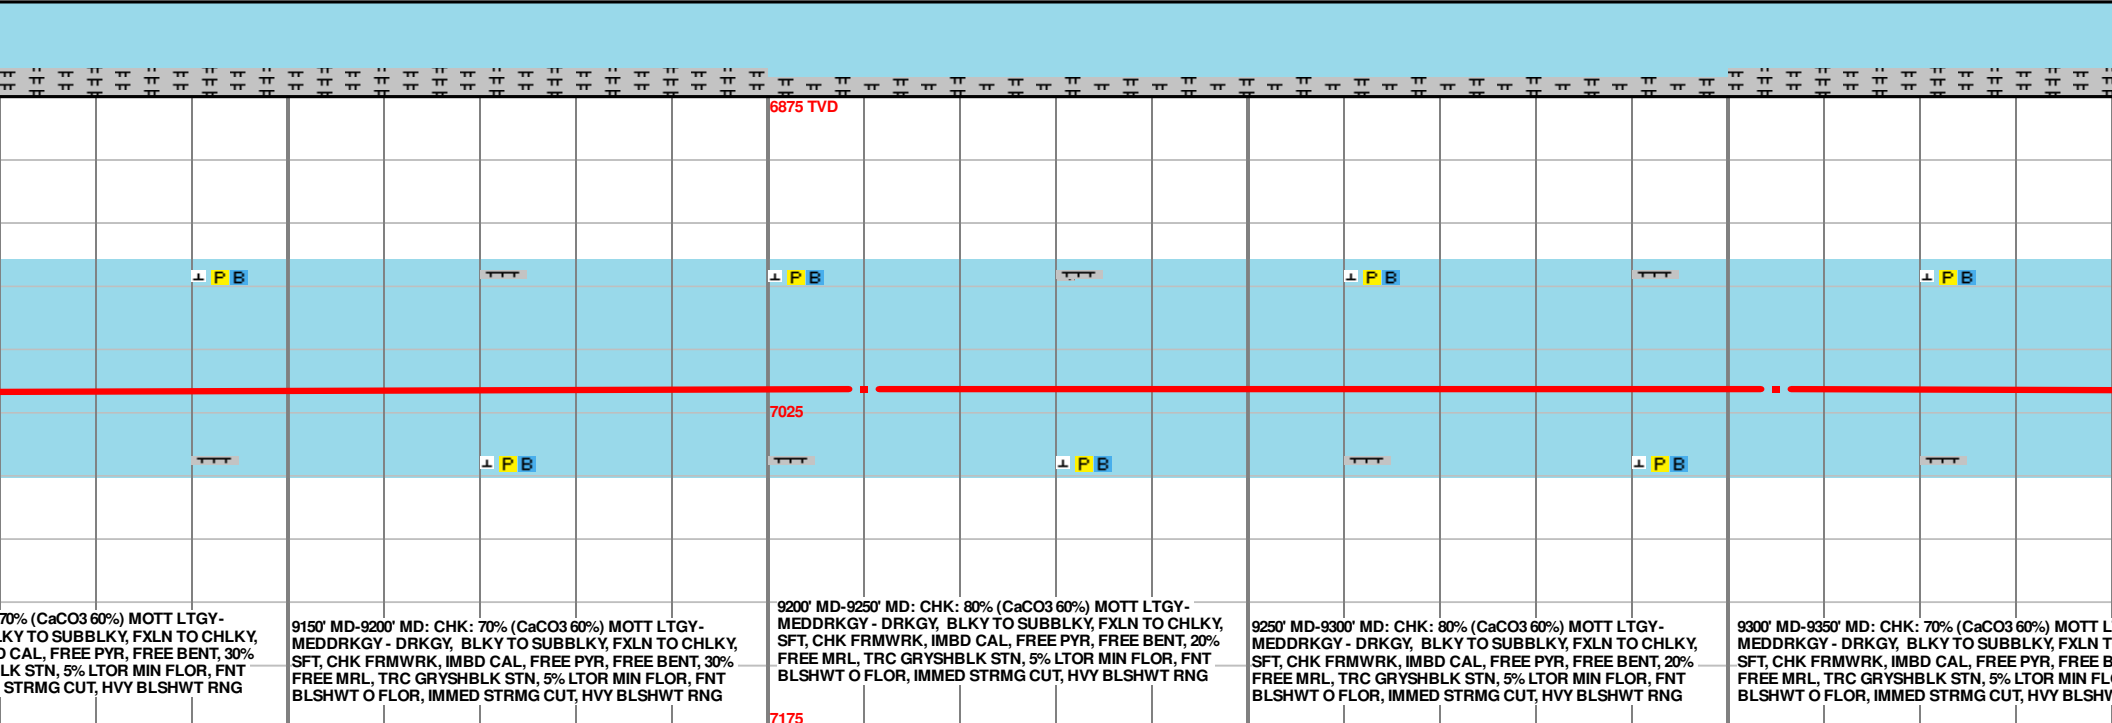 6875 TVD
P B
P B
P B
P B
7025
P B
P B
P B
70% (CaCO3 60%) MOTT LTGY-
LKY TO SUBBLKY, FXLN TO CHLKY,
D CAL, FREE PYR, FREE BENT, 30%
LK STN, 5% LTOR MIN FLOR, FNT
STRMG CUT, HVY BLSHWT RNG
9150' MD-9200' MD: CHK: 70% (CaCO3 60%) MOTT LTGY-
MEDDRKGY - DRKGY, BLKY TO SUBBLKY, FXLN TO CHLKY,
SFT, CHK FRMWRK, IMBD CAL, FREE PYR, FREE BENT, 30%
FREE MRL, TRC GRYSHBLK STN, 5% LTOR MIN FLOR, FNT
BLSHWT O FLOR, IMMED STRMG CUT, HVY BLSHWT RNG
9200' MD-9250' MD: CHK: 80% (CaCO3 60%) MOTT LTGY-
MEDDRKGY - DRKGY, BLKY TO SUBBLKY, FXLN TO CHLKY,
SFT, CHK FRMWRK, IMBD CAL, FREE PYR, FREE BENT, 20%
FREE MRL, TRC GRYSHBLK STN, 5% LTOR MIN FLOR, FNT
BLSHWT O FLOR, IMMED STRMG CUT, HVY BLSHWT RNG
9250' MD-9300' MD: CHK: 80% (CaCO3 60%) MOTT LTGY-
MEDDRKGY - DRKGY, BLKY TO SUBBLKY, FXLN TO CHLKY,
SFT, CHK FRMWRK, IMBD CAL, FREE PYR, FREE BENT, 20%
FREE MRL, TRC GRYSHBLK STN, 5% LTOR MIN FLOR, FNT
BLSHWT O FLOR, IMMED STRMG CUT, HVY BLSHWT RNG
9300' MD-9350' MD: CHK: 70% (CaCO3 60%) MOTT L
MEDDRKGY - DRKGY, BLKY TO SUBBLKY, FXLN T
SFT, CHK FRMWRK, IMBD CAL, FREE PYR, FREE B
FREE MRL, TRC GRYSHBLK STN, 5% LTOR MIN FL
BLSHWT O FLOR, IMMED STRMG CUT, HVY BLSHW
7175